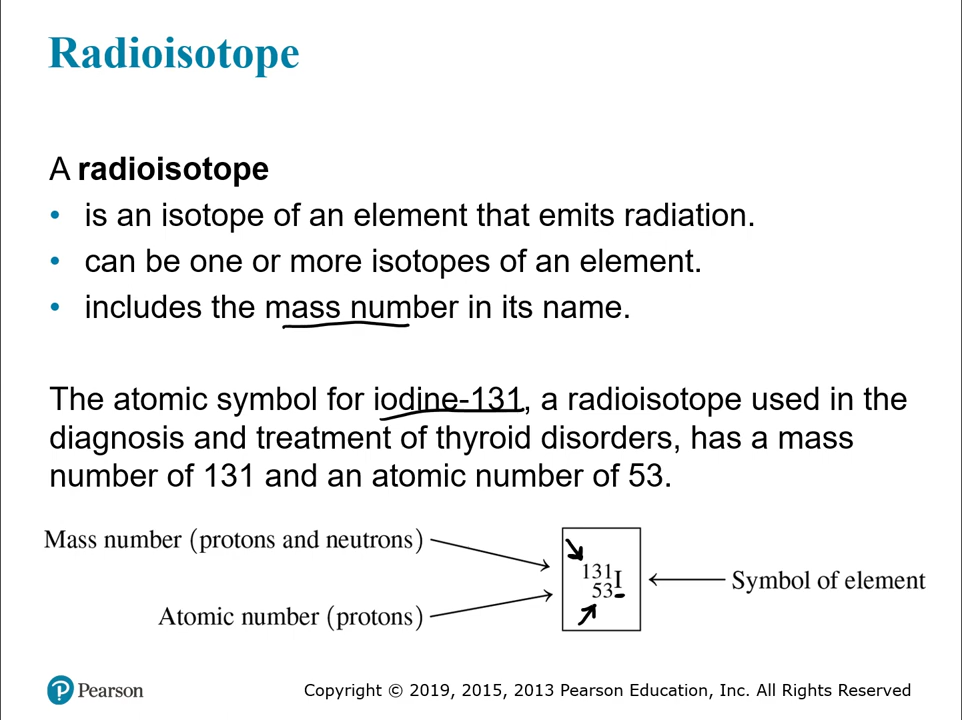 Radioisotope
A radioisotope
• is an isotope of an element that emits radiation.
• can be one or more isotopes of an element.
• includes the mass number in its name.
The atomic symbol for iodine-131, a radioisotope used in the
diagnosis and treatment of thyroid disorders, has a mass
number of 131 and an atomic number of 53.
Mass number (protons and neutrons)
131
53 I
Symbol of element
Atomic number (protons)
Pearson
Copyright © 2019, 2015, 2013 Pearson Education, Inc. All Rights Reserved